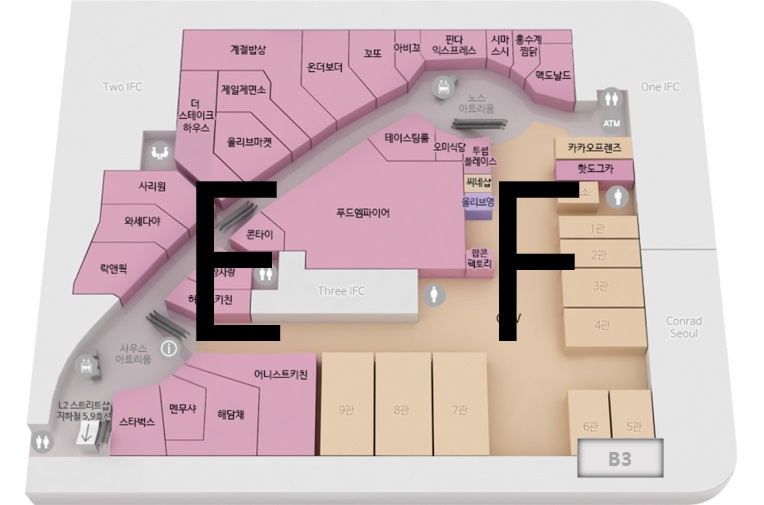 계절밥상
온더보더
꼬또
아비꼬
판다
익스프레스
시마
스시
홍수계
찜닭
맥도날드
Two IFC
One IFC
제일제면소
노스
아트리움
더
스테이크
하우스
올리브마켓
ATM
테이스팅룸
오미식당
투썸
플레이스
카카오프렌즈
핫도그카
사리원
씨네샵
올리브영
E
F
와세다야
푸드엠파이어
콘타이
1관
2관
락앤웍
팝콘
팩토리
3관
Three IFC
4관
Conrad
Seoul
사우스
아트리움
어니스트키친
L2 스트리트샵
지하철 5,9호선
스타벅스
멘무샤
해담채
9관
8관
7관
6관
5관
B3